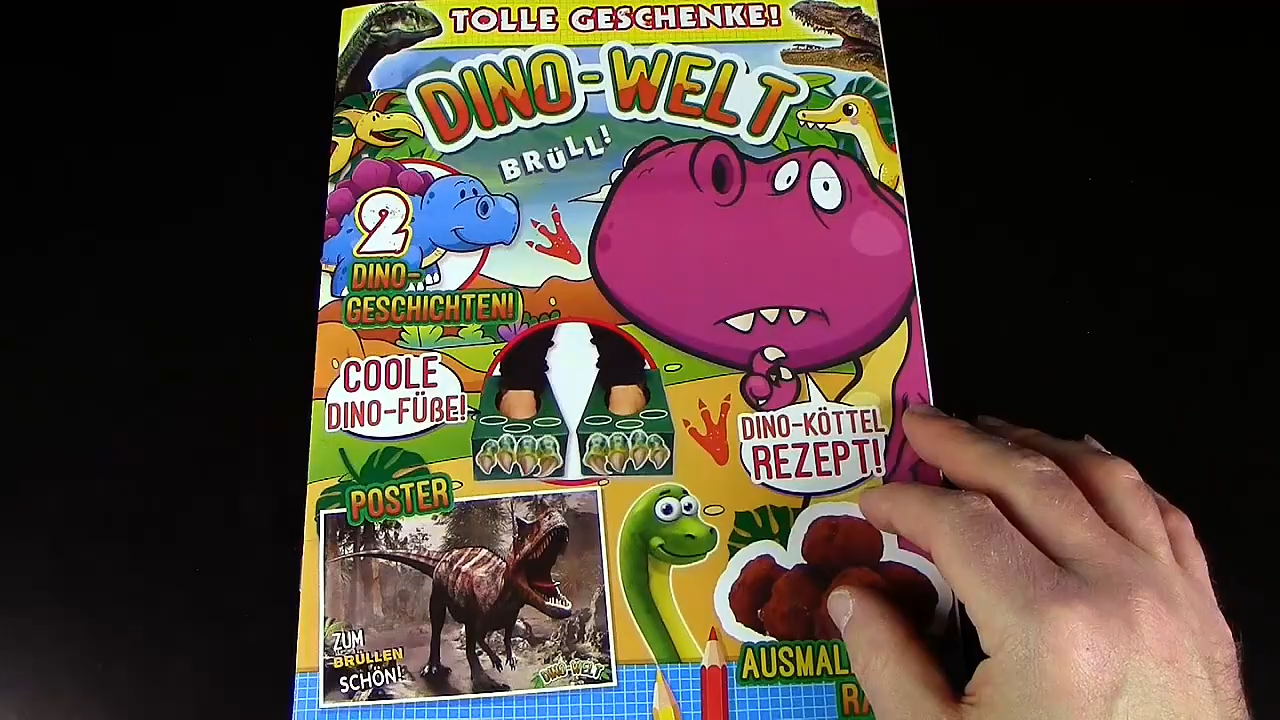 TOLLE GESCHENKE!
DINO-WELT
BRÜLL!
2
DINO-
GESCHICHTEN!
COOLE
DINO-FÜßE!
DINO-KÖTTEL
REZEPT!
POSTER
ZUM
BRÜLLEN
SCHÖN!
DINO-WELT